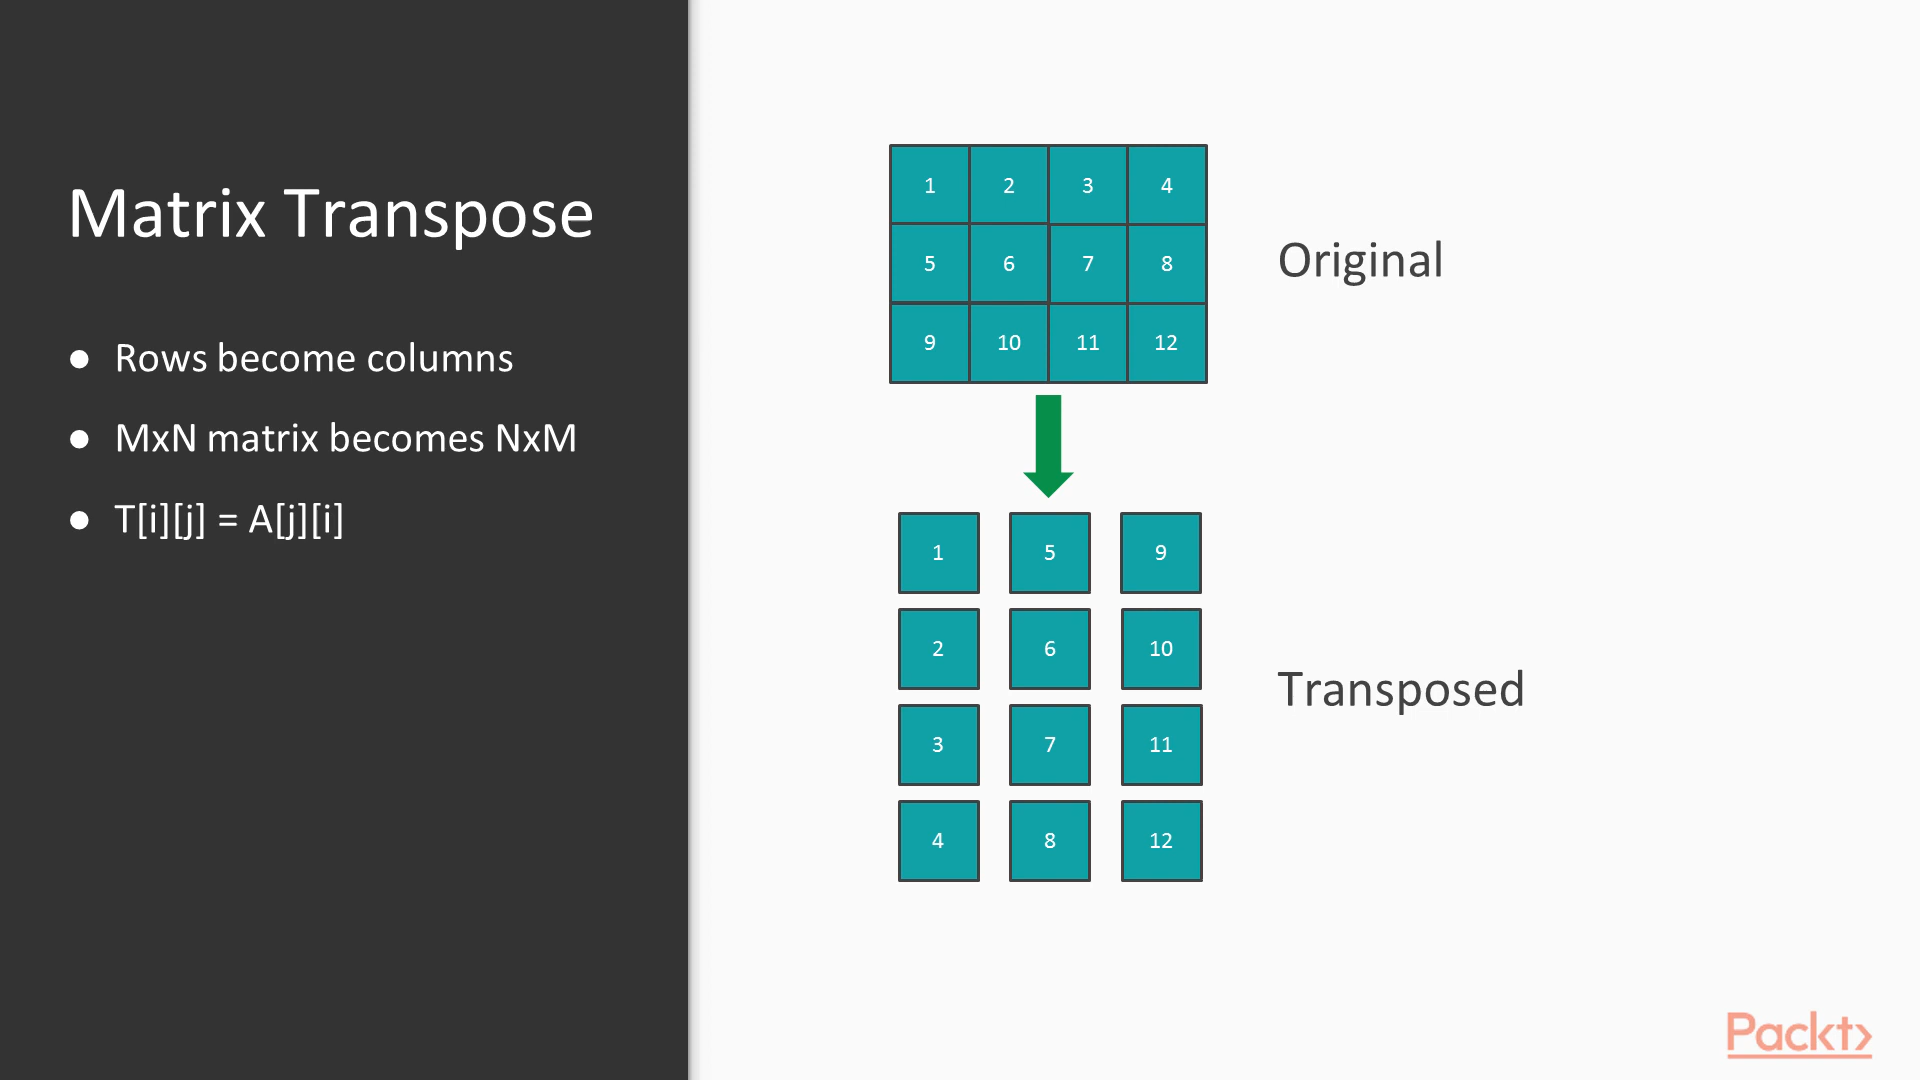 Matrix Transpose
● Rows become columns
● MxN matrix becomes NxM
● T[i][j] = A[j][i]
1 2 3 4
5 6 7 8
9 10 11 12
Original
1 5 9
2 6 10
3 7 11
4 8 12
Transposed
Packt>